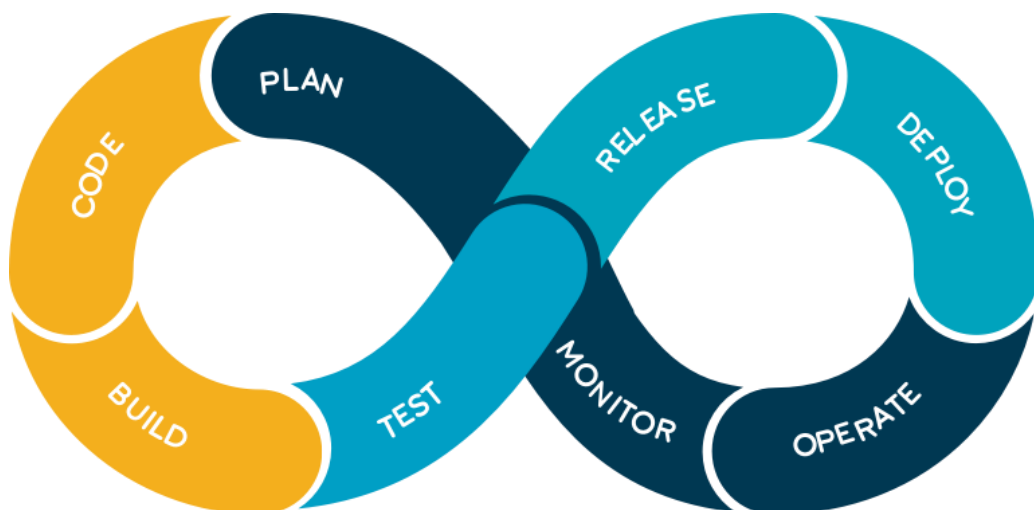 PLAN
CODE
BUILD
TEST
RELEASE
DEPLOY
OPERATE
MONITOR